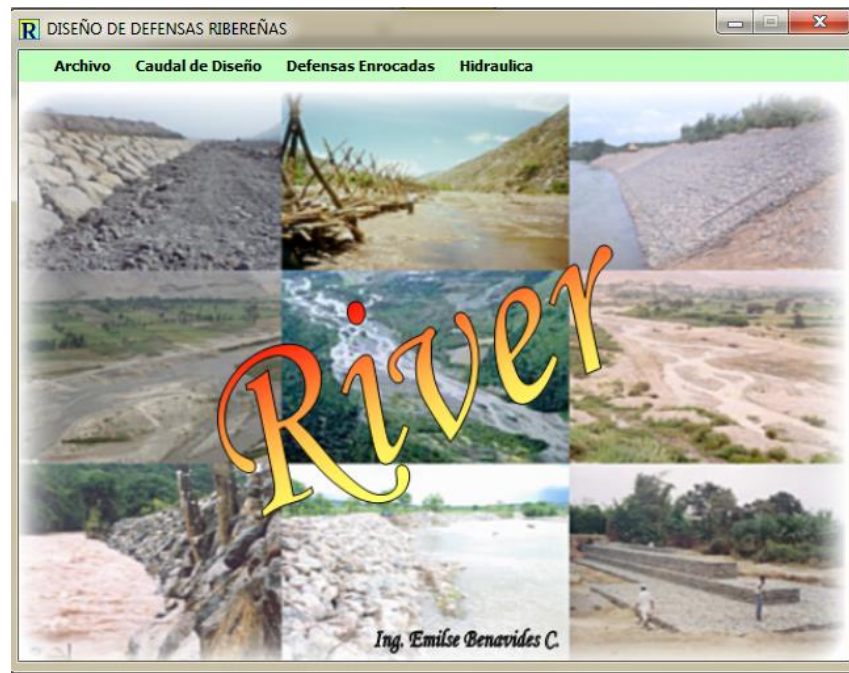 R DISEÑO DE DEFENSAS RIBEREÑAS
Archivo Caudal de Diseño Defensas Enrocadas Hidraulica
River
Ing. Emilse Benavides C.